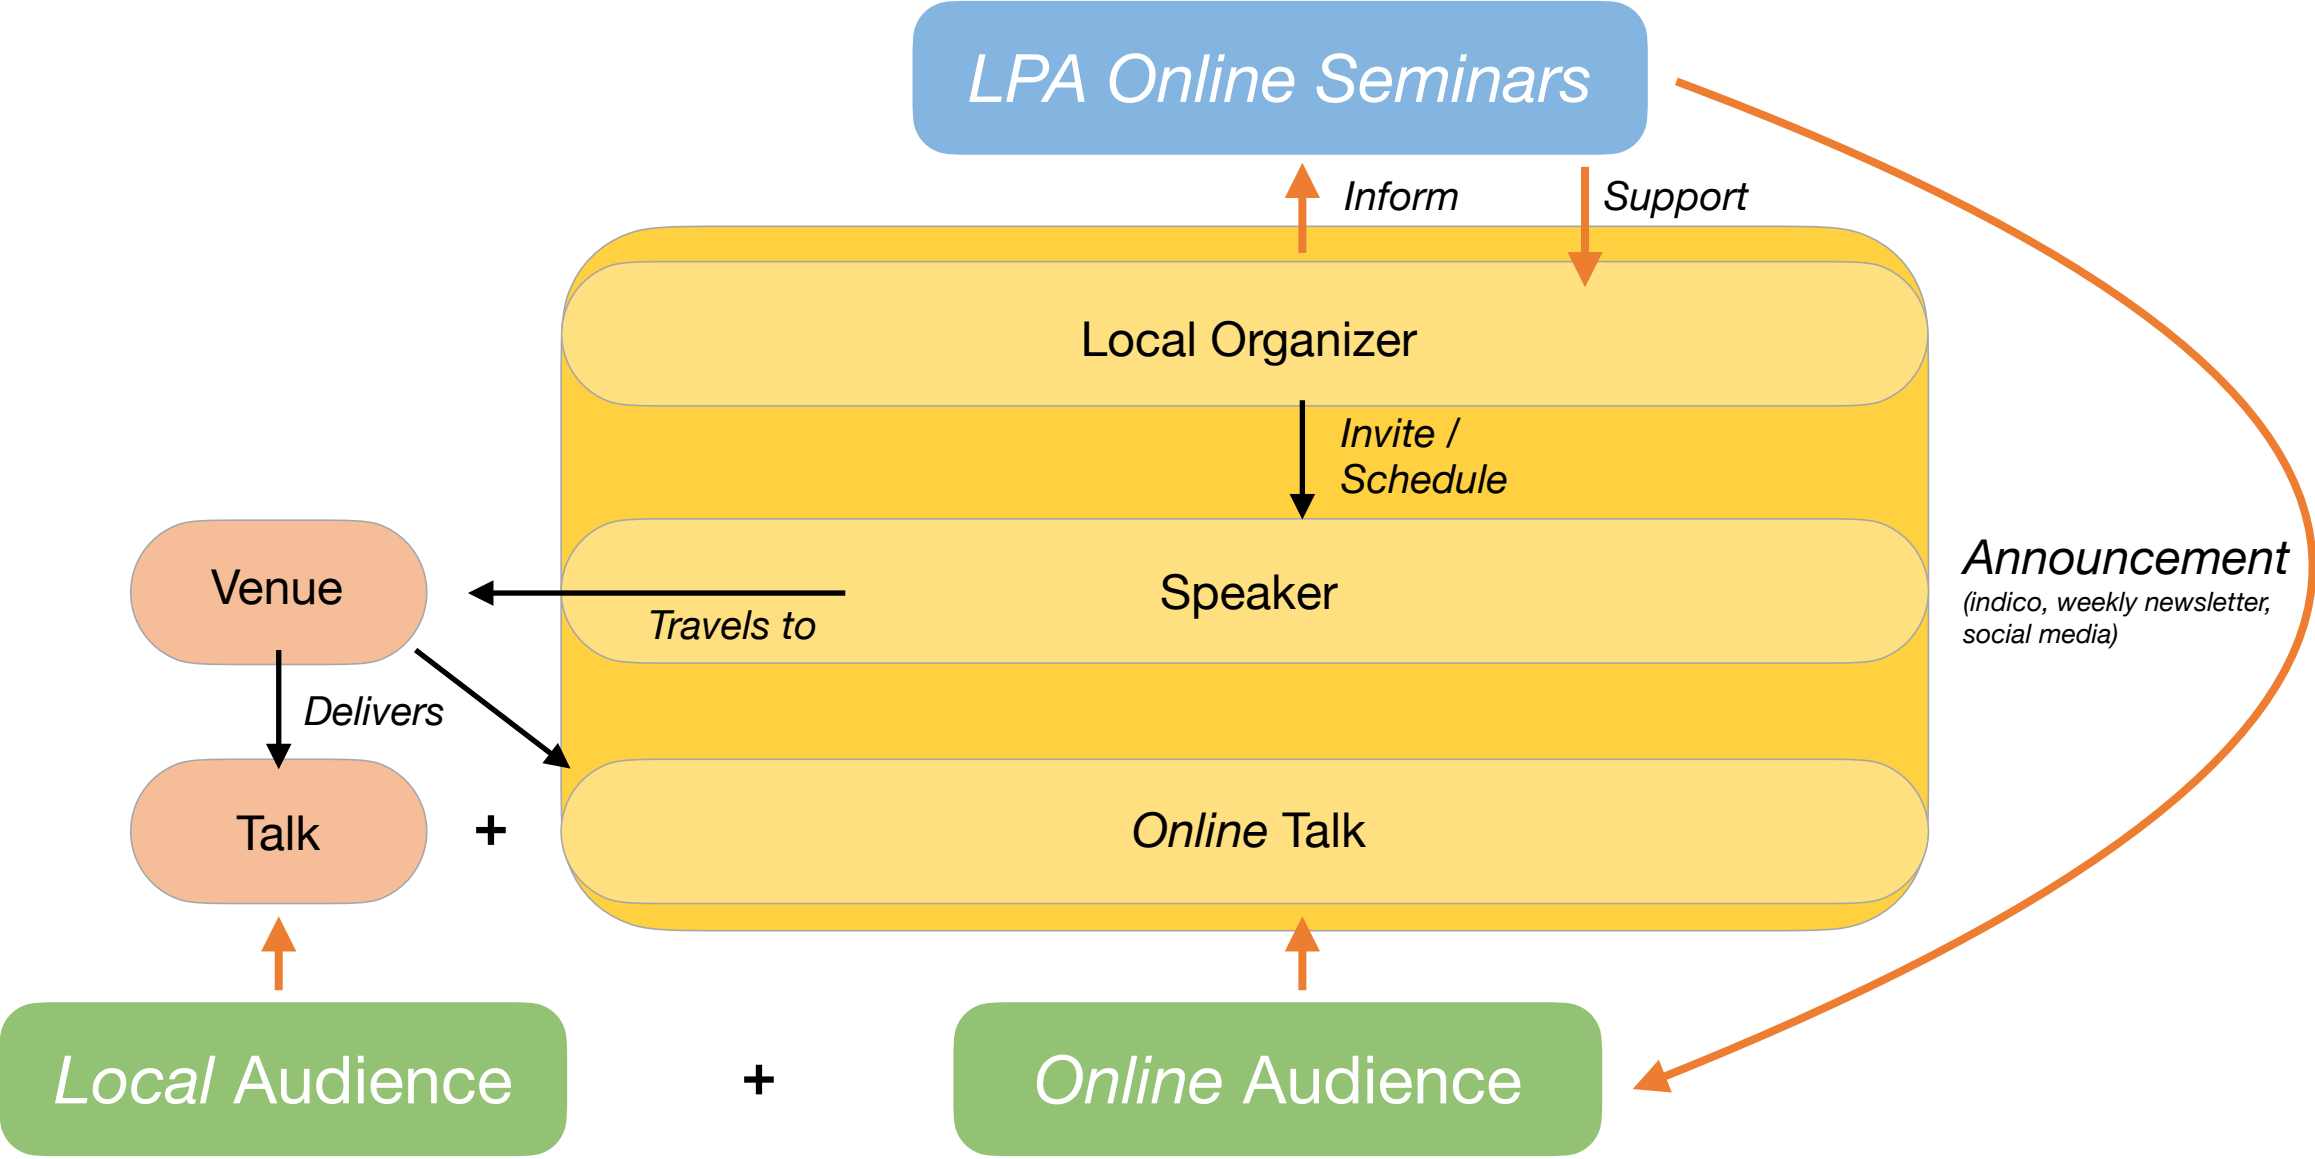 LPA Online Seminars
Inform
Support
Local Organizer
Invite /
Schedule
Venue
Speaker
Travels to
Announcement
(indico, weekly newsletter,
social media)
Delivers
Talk
+
Online Talk
Local Audience
+
Online Audience